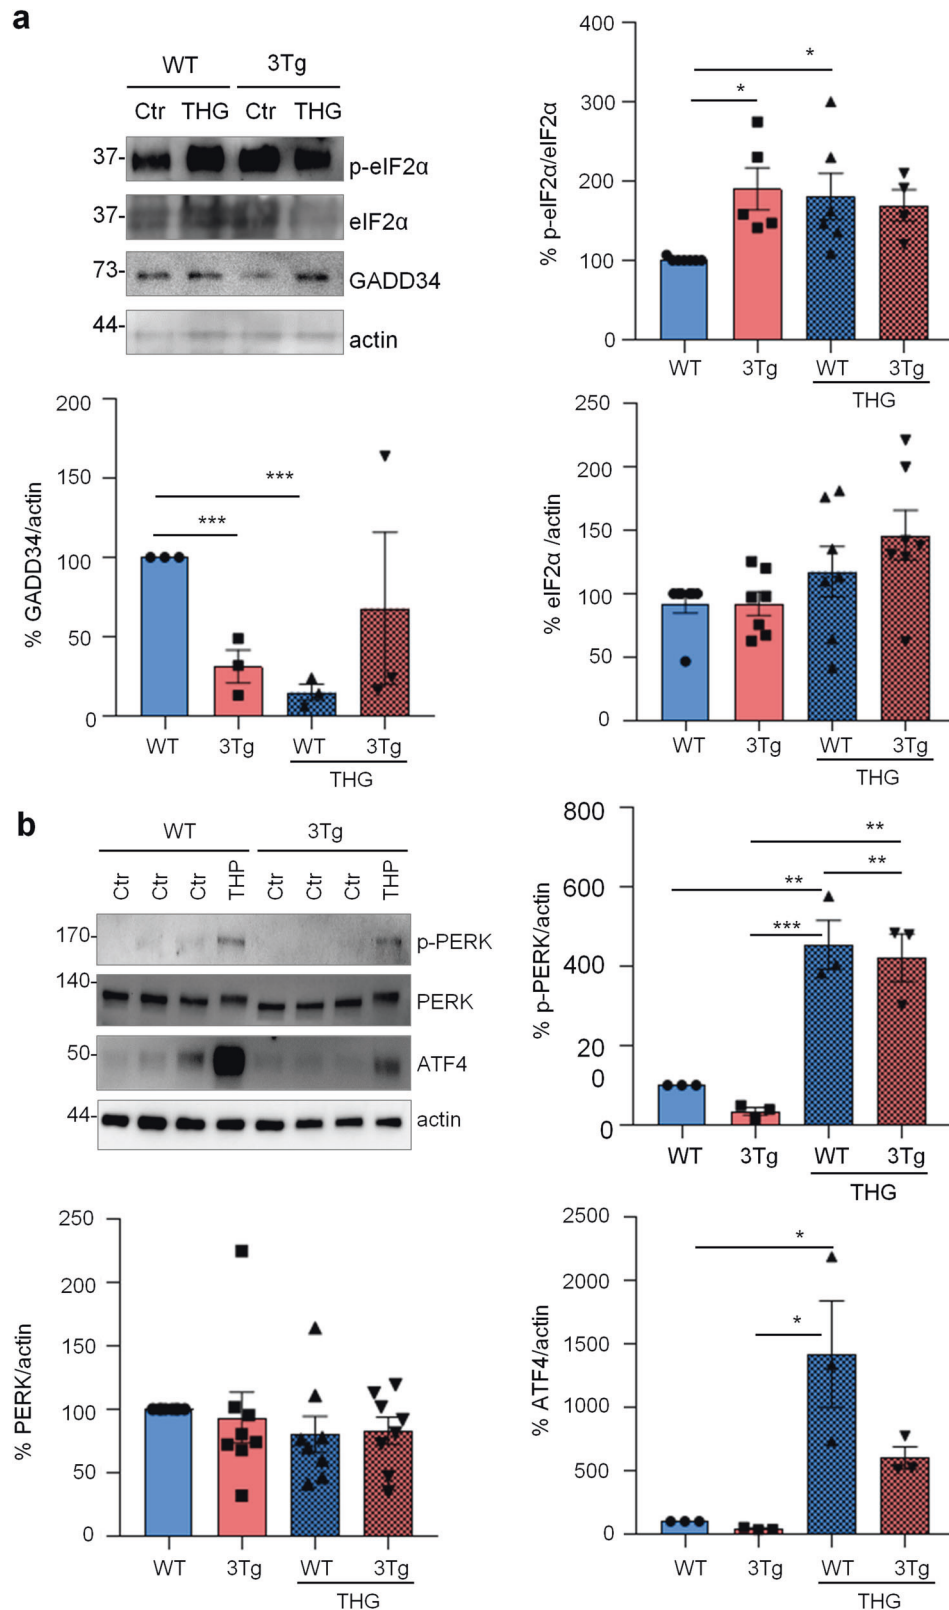 a
WT 3Tg
Ctr THG Ctr THG
37- p-eIF2α
37- eIF2α
73- GADD34
44- actin
% p-eIF2α/eIF2α
400
300
200
100
0
*
*
WT 3Tg WT 3Tg
THG
% GADD34/actin
200
150
100
50
0
***
***
WT 3Tg WT 3Tg
THG
% eIF2α /actin
250
200
150
100
50
0
WT 3Tg WT 3Tg
THG
b
WT 3Tg
Ctr Ctr Ctr THP Ctr Ctr Ctr THP
170- p-PERK
140- PERK
50- ATF4
44- actin
% p-PERK/actin
800
600
400
20
0
0
**
**
**
***
WT 3Tg WT 3Tg
THG
% PERK/actin
250
200
150
100
50
0
WT 3Tg WT 3Tg
THG
% ATF4/actin
2500
2000
1500
1000
500
0
*
*
WT 3Tg WT 3Tg
THG